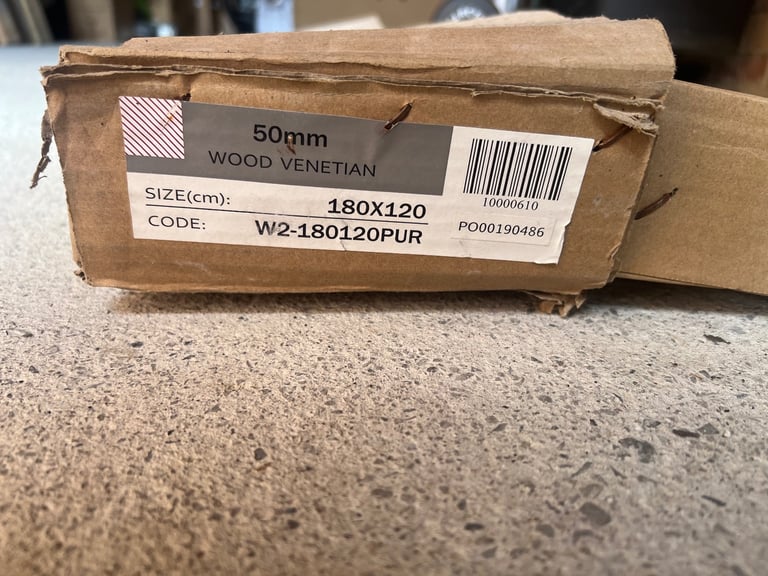 50mm
WOOD VENETIAN
SIZE(cm): 180X120
CODE: W2-180120PUR
10000610
PO00190486